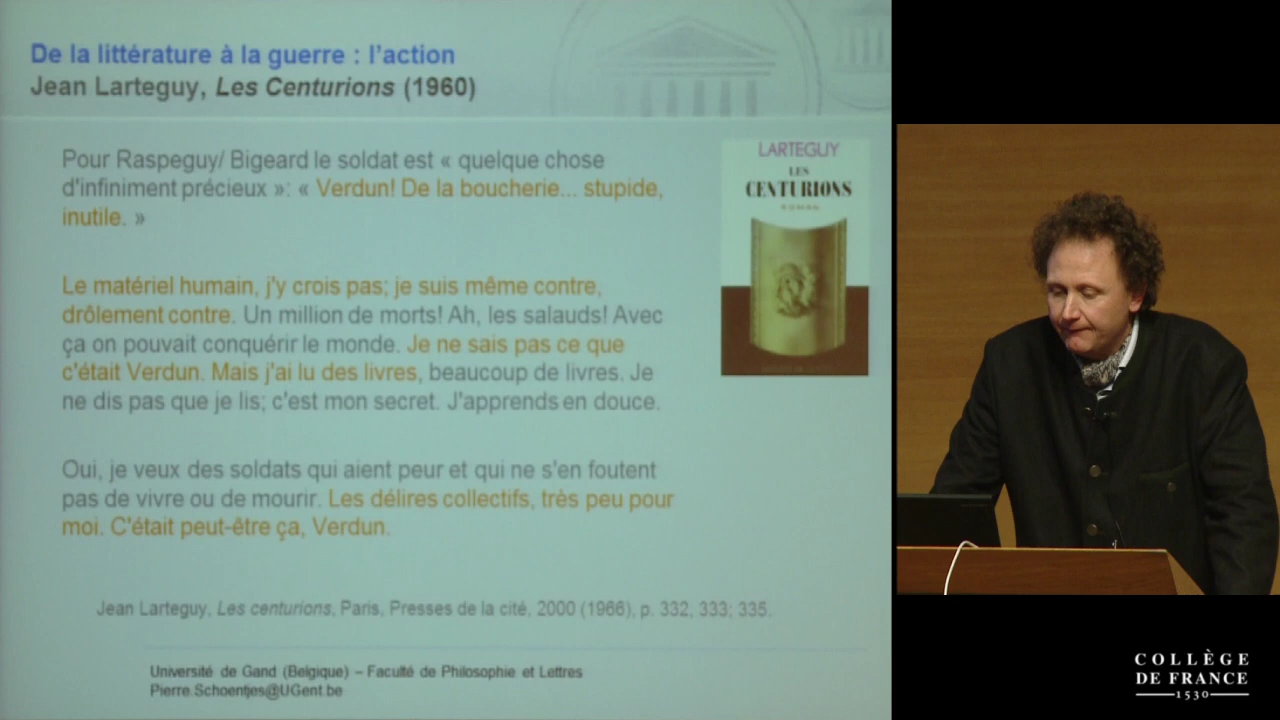 De la littérature à la guerre : l'action
Jean Larteguy, Les Centurions (1960)
Pour Raspeguy/ Bigeard le soldat est « quelque chose
d'infiniment précieux »: « Verdun! De la boucherie... stupide,
inutile. »
Le matériel humain, j'y crois pas; je suis même contre,
drôlement contre. Un million de morts! Ah, les salauds! Avec
ça on pouvait conquérir le monde. Je ne sais pas ce que
c'était Verdun. Mais j'ai lu des livres, beaucoup de livres. Je
ne dis pas que je lis; c'est mon secret. J'apprends en douce.
Oui, je veux des soldats qui aient peur et qui ne s'en foutent
pas de vivre ou de mourir. Les délires collectifs, très peu pour
moi. C'était peut-être ça, Verdun.
Jean Larteguy, Les centurions, Paris, Presses de la cité, 2000 (1966), p. 332, 333; 335.
Université de Gand (Belgique) – Faculté de Philosophie et Lettres
Pierre.Schoentjes@UGent.be
LARTEGUY
LES
CENTURIONS
COLLÈGE
DE FRANCE
1530